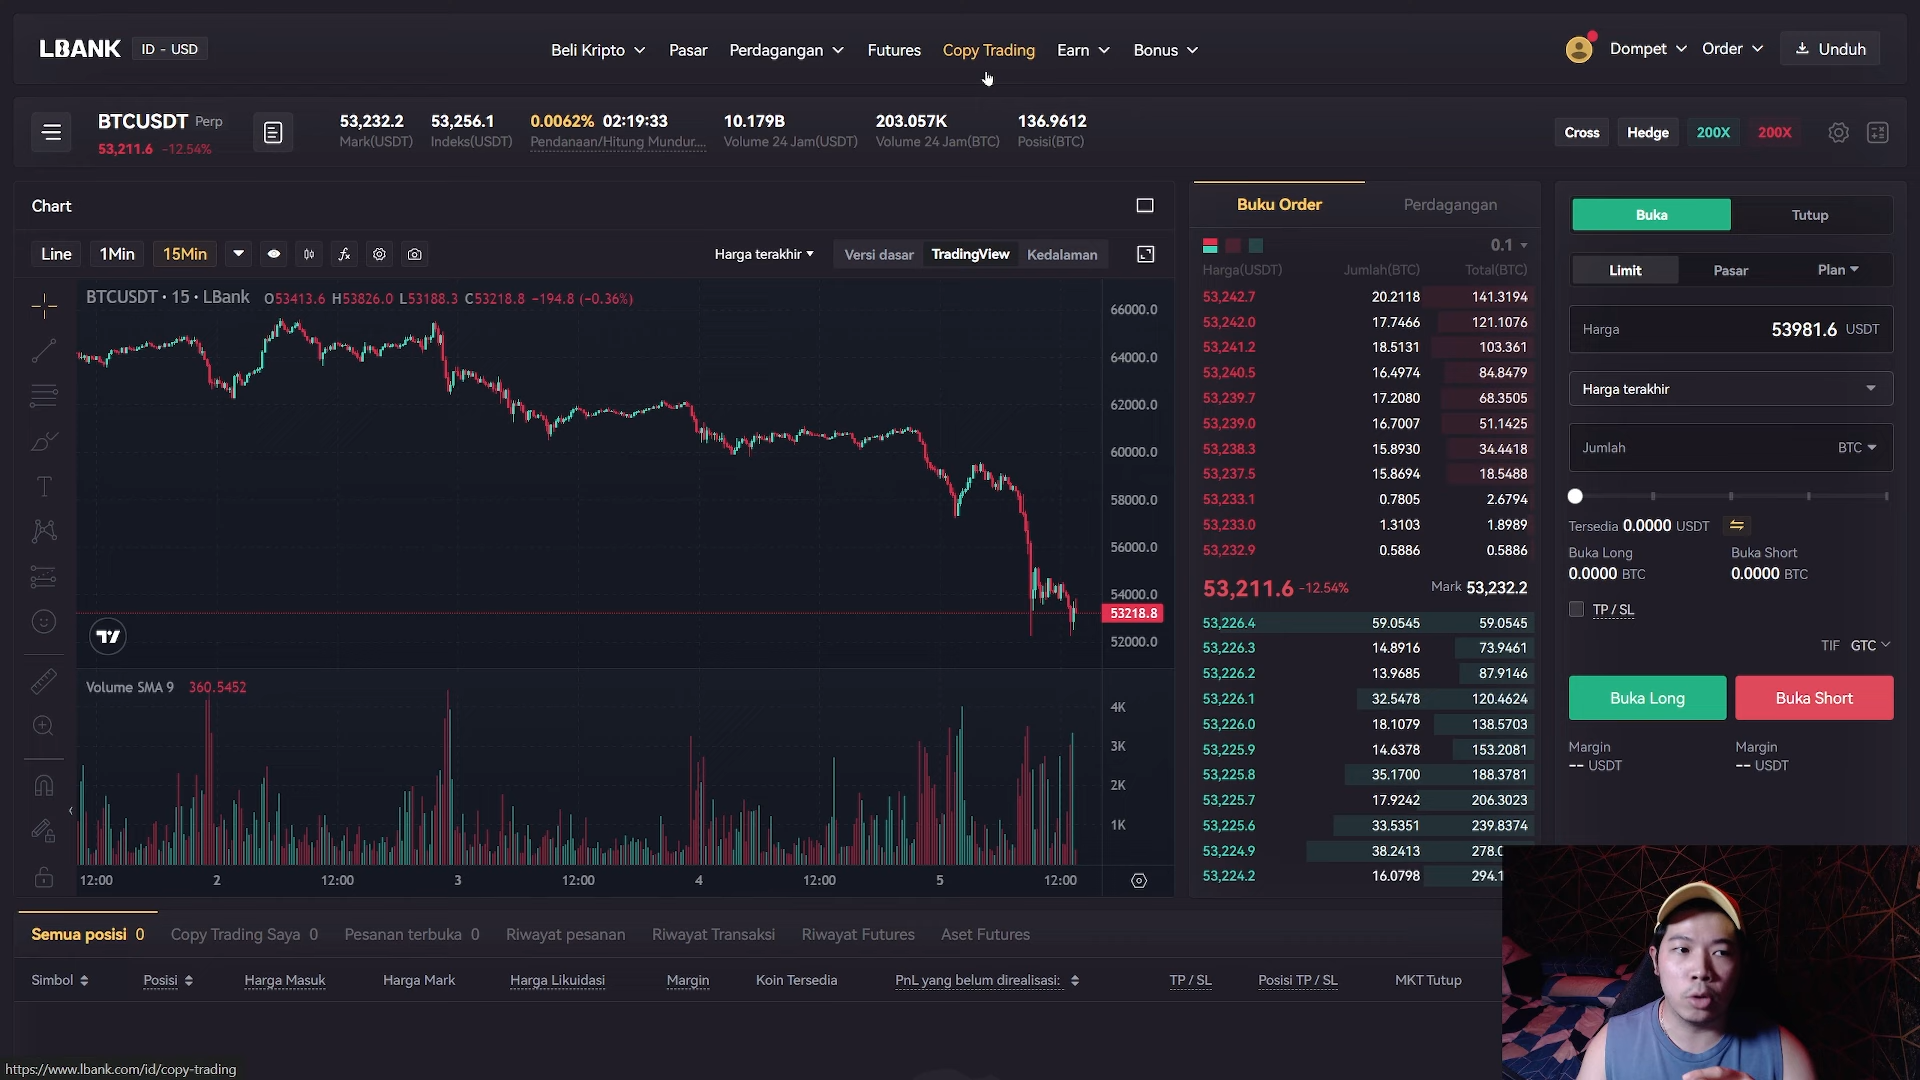 LBANK ID - USD Beli Kripto Pasar Perdagangan Futures Copy Trading Earn Bonus Dompet Order Unduh
BTCUSDT Perp
53,211.6 -12.54%
53,232.2 53,256.1 0.0062% 02:19:33 10.179B 203.057K 136.9612
Mark(USDT) Indeks(USDT) Pendanaan/Hitung Mundur.... Volume 24 Jam(USDT) Volume 24 Jam(BTC) Posisi(BTC)
Cross Hedge 200X 200X
Chart
Line 1Min 15Min Harga terakhir Versi dasar TradingView Kedalaman
BTCUSDT · 15 · LBank O53413.6 H53826.0 L53188.3 C53218.8 -194.8 (-0.36%)
66000.0
64000.0
62000.0
60000.0
58000.0
56000.0
54000.0
53218.8
52000.0
Volume SMA 9 360.5452
4K
3K
2K
1K
12:00 2 12:00 3 12:00 4 12:00 5 12:00
Buku Order Perdagangan
0.1
Harga(USDT) Jumlah(BTC) Total(BTC)
53,242.7 20.2118 141.3194
53,242.0 17.7466 121.1076
53,241.2 18.5131 103.361
53,240.5 16.4974 84.8479
53,239.7 17.2080 68.3505
53,239.0 16.7007 51.1425
53,238.3 15.8930 34.4418
53,237.5 15.8694 18.5488
53,233.1 0.7805 2.6794
53,233.0 1.3103 1.8989
53,232.9 0.5886 0.5886
53,211.6 -12.54% Mark 53,232.2
53,226.4 59.0545 59.0545
53,226.3 14.8916 73.9461
53,226.2 13.9685 87.9146
53,226.1 32.5478 120.4624
53,226.0 18.1079 138.5703
53,225.9 14.6378 153.2081
53,225.8 35.1700 188.3781
53,225.7 17.9242 206.3023
53,225.6 33.5351 239.8374
53,224.9 38.2413 278.0
53,224.2 16.0798 294.1
Buka Tutup
Limit Pasar Plan
Harga 53981.6 USDT
Harga terakhir
Jumlah BTC
Tersedia 0.0000 USDT
Buka Long Buka Short
0.0000 BTC 0.0000 BTC
TP / SL
TIF GTC
Buka Long Buka Short
Margin Margin
-- USDT -- USDT
Semua posisi 0 Copy Trading Saya 0 Pesanan terbuka 0 Riwayat pesanan Riwayat Transaksi Riwayat Futures Aset Futures
Simbol Posisi Harga Masuk Harga Mark Harga Likuidasi Margin Koin Tersedia PnL yang belum direalisasi: TP / SL Posisi TP / SL MKT Tutup
https://www.lbank.com/id/copy-trading